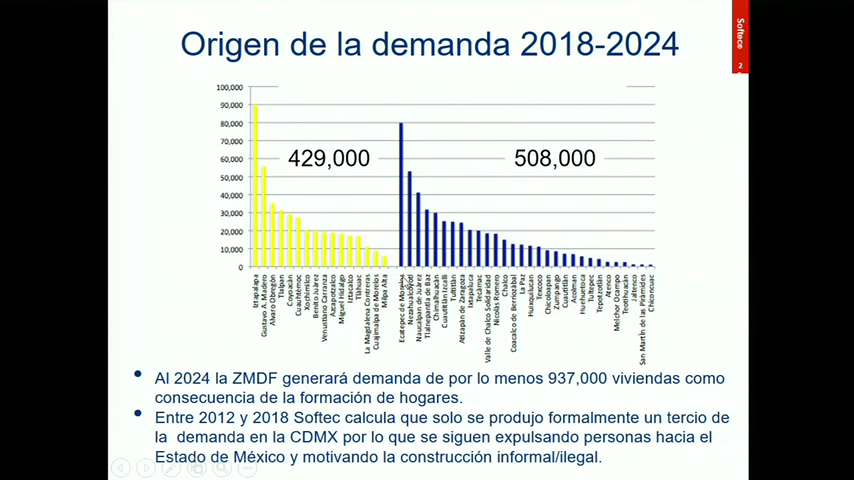 Origen de la demanda 2018-2024
Softec
2
100,000
90,000
80,000
70,000
60,000
50,000
40,000
30,000
20,000
10,000
0
429,000
508,000
Iztapalapa
Gustavo A. Madero
Alvaro Obregón
Tlalpan
Coyoacán
Cuauhtémoc
Xochimilco
Benito Juárez
Venustiano Carranza
Azcapotzalco
Miguel Hidalgo
Iztacalco
Tláhuac
La Magdalena Contreras
Cuajimalpa de Morelos
Milpa Alta
Ecatepec de Morelos
Nezahualcóyotl
Naucalpan de Juárez
Tlalnepantla de Baz
Chimalhuacán
Cuautitlán Izcalli
Tultitlán
Atizapán de Zaragoza
Ixtapaluca
Tecámac
Valle de Chalco Solidaridad
Nicolás Romero
Chalco
Coacalco de Berriozábal
La Paz
Huixquilucan
Texcoco
Chicoloapan
Zumpango
Cuautitlán
Acolman
Huehuetoca
Tultepec
Tepotzotlán
Atenco
Melchor Ocampo
Teotihuacán
Jaltenco
San Martín de las Pirámides
Chiconcuac
• Al 2024 la ZMDF generará demanda de por lo menos 937,000 viviendas como
consecuencia de la formación de hogares.
• Entre 2012 y 2018 Softec calcula que solo se produjo formalmente un tercio de
la demanda en la CDMX por lo que se siguen expulsando personas hacia el
Estado de México y motivando la construcción informal/ilegal.